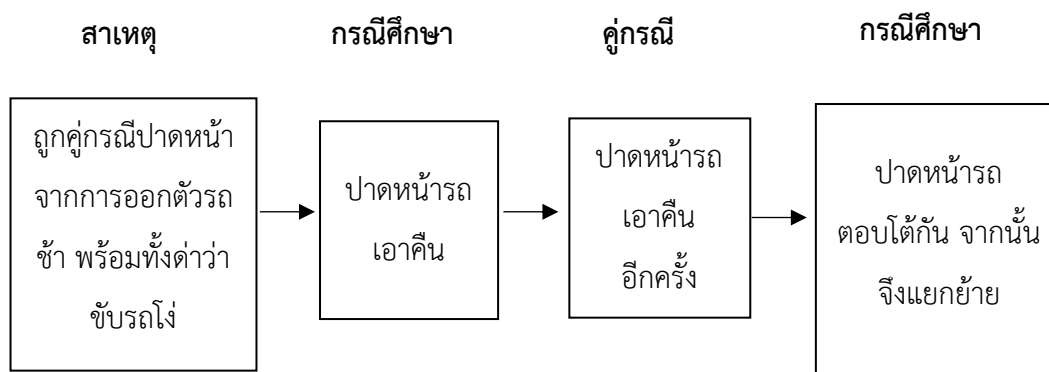 สาเหตุ
กรณีศึกษา
คู่กรณี
กรณีศึกษา
ถูกคู่กรณีปาดหน้า
จากการออกตัวรถ
ช้า พร้อมทั้งด่าว่า
ขับรถโง่
ปาดหน้ารถ
เอาคืน
ปาดหน้ารถ
เอาคืน
อีกครั้ง
ปาดหน้ารถ
ตอบโต้กัน จากนั้น
จึงแยกย้าย